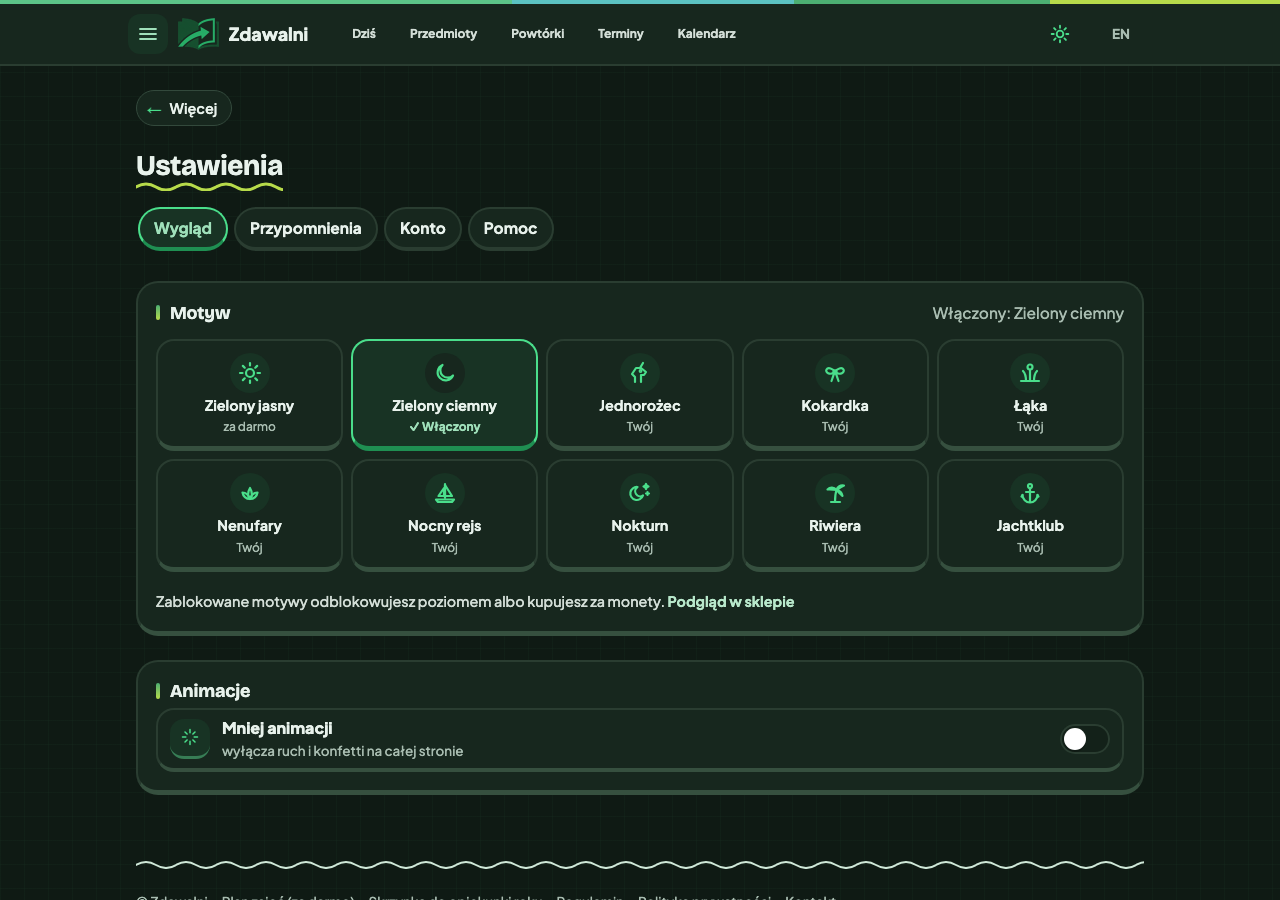 Zdawalni Dziś Przedmioty Powtórki Terminy Kalendarz EN
← Więcej
Ustawienia
Wygląd Przypomnienia Konto Pomoc
Motyw Włączony: Zielony ciemny
Zielony jasny Zielony ciemny Jednorożec Kokardka Łąka
za darmo ✓ Włączony Twój Twój Twój
Nenufary Nocny rejs Nokturn Riwiera Jachtklub
Twój Twój Twój Twój Twój
Zablokowane motywy odblokowujesz poziomem albo kupujesz za monety. Podgląd w sklepie
Animacje
Mniej animacji
wyłącza ruch i konfetti na całej stronie